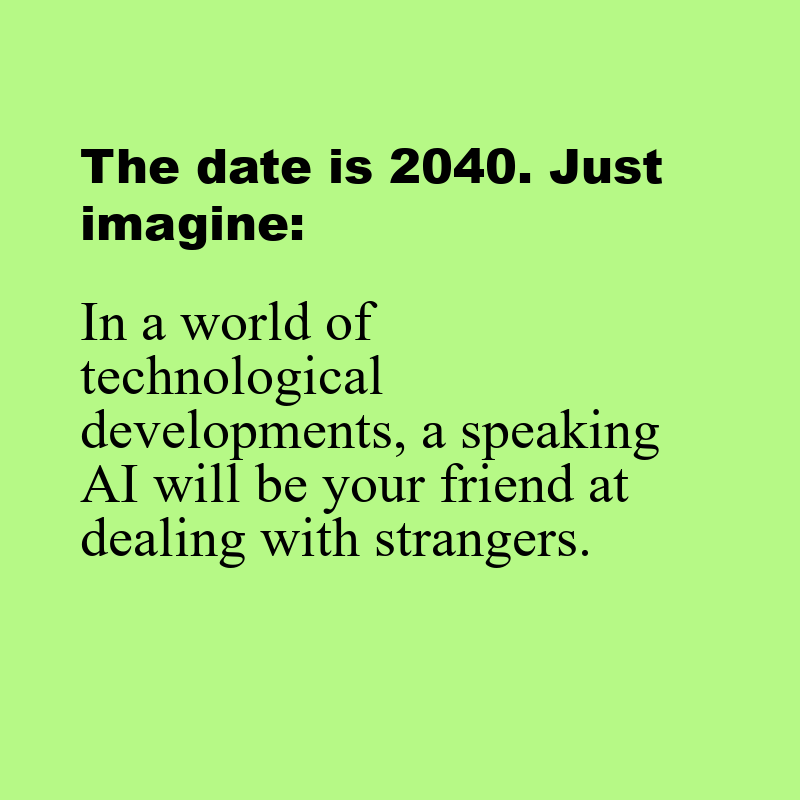 The date is 2040. Just
imagine:
In a world of
technological
developments, a speaking
AI will be your friend at
dealing with strangers.